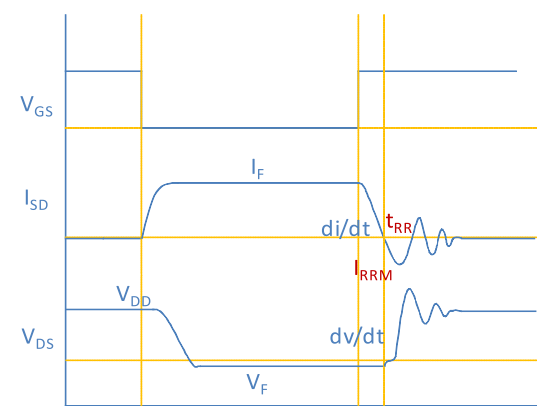 V_GS
I_F
I_SD
t_RR
di/dt
I_RRM
V_DD
V_DS
dv/dt
V_F